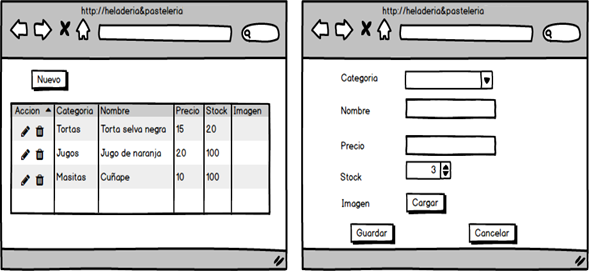 http://heladeria&pasteleria
Nuevo
Accion Categoria Nombre Precio Stock Imagen
Tortas Torta selva negra 15 20
Jugos Jugo de naranja 20 100
Masitas Cuñape 10 100
http://heladeria&pasteleria
Categoria
Nombre
Precio
Stock 3
Imagen Cargar
Guardar Cancelar